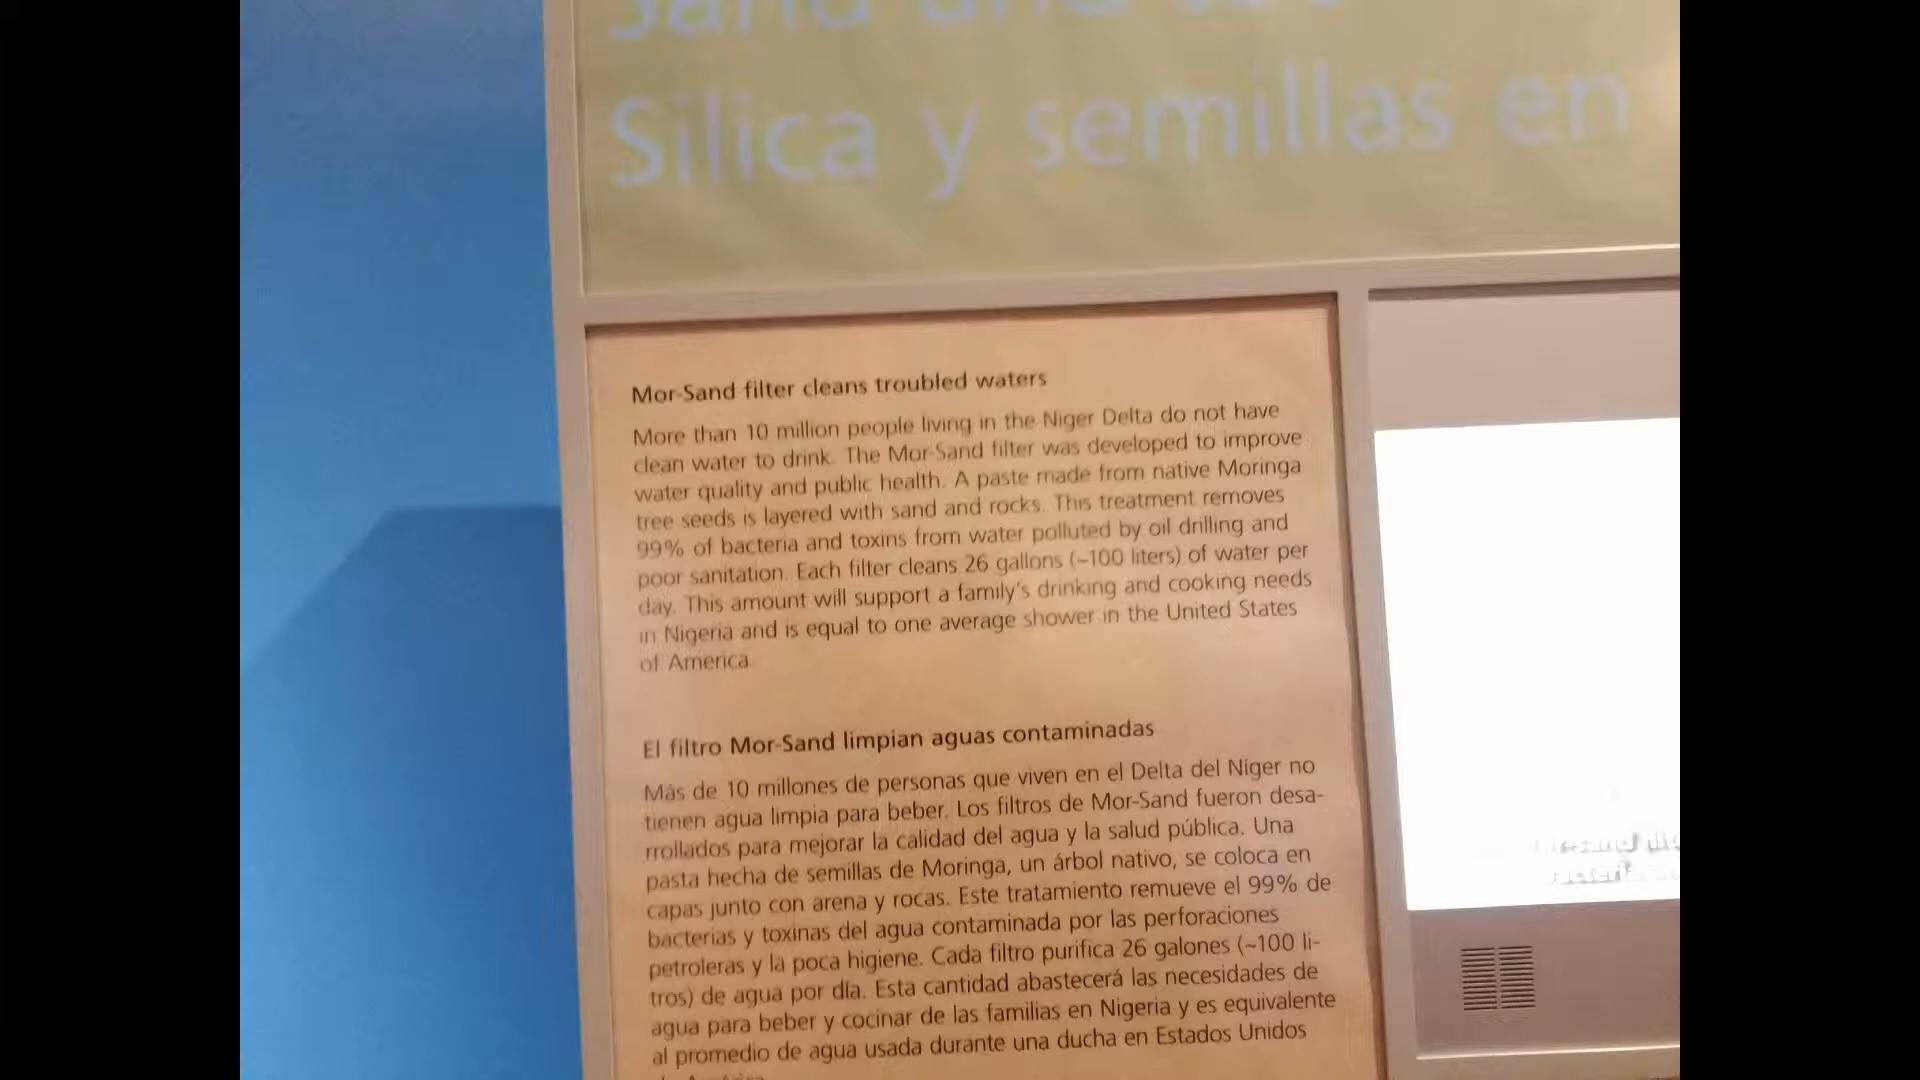 Sand and
Silica y semillas en
Mor-Sand filter cleans troubled waters
More than 10 million people living in the Niger Delta do not have
clean water to drink. The Mor-Sand filter was developed to improve
water quality and public health. A paste made from native Moringa
tree seeds is layered with sand and rocks. This treatment removes
99% of bacteria and toxins from water polluted by oil drilling and
poor sanitation. Each filter cleans 26 gallons (~100 liters) of water per
day. This amount will support a family's drinking and cooking needs
in Nigeria and is equal to one average shower in the United States
of America.
El filtro Mor-Sand limpian aguas contaminadas
Más de 10 millones de personas que viven en el Delta del Níger no
tienen agua limpia para beber. Los filtros de Mor-Sand fueron desa-
rrollados para mejorar la calidad del agua y la salud pública. Una
pasta hecha de semillas de Moringa, un árbol nativo, se coloca en
capas junto con arena y rocas. Este tratamiento remueve el 99% de
bacterias y toxinas del agua contaminada por las perforaciones
petroleras y la poca higiene. Cada filtro purifica 26 galones (~100 li-
tros) de agua por día. Esta cantidad abastecerá las necesidades de
agua para beber y cocinar de las familias en Nigeria y es equivalente
al promedio de agua usada durante una ducha en Estados Unidos